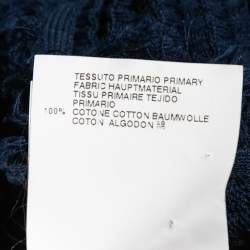 TESSUTO PRIMARIO PRIMARY
FABRIC HAUPTMATERIAL
TISSU PRIMAIRE TEJIDO
PRIMARIO
100% COTONE COTTON BAUMWOLLE
COTON ALGODON